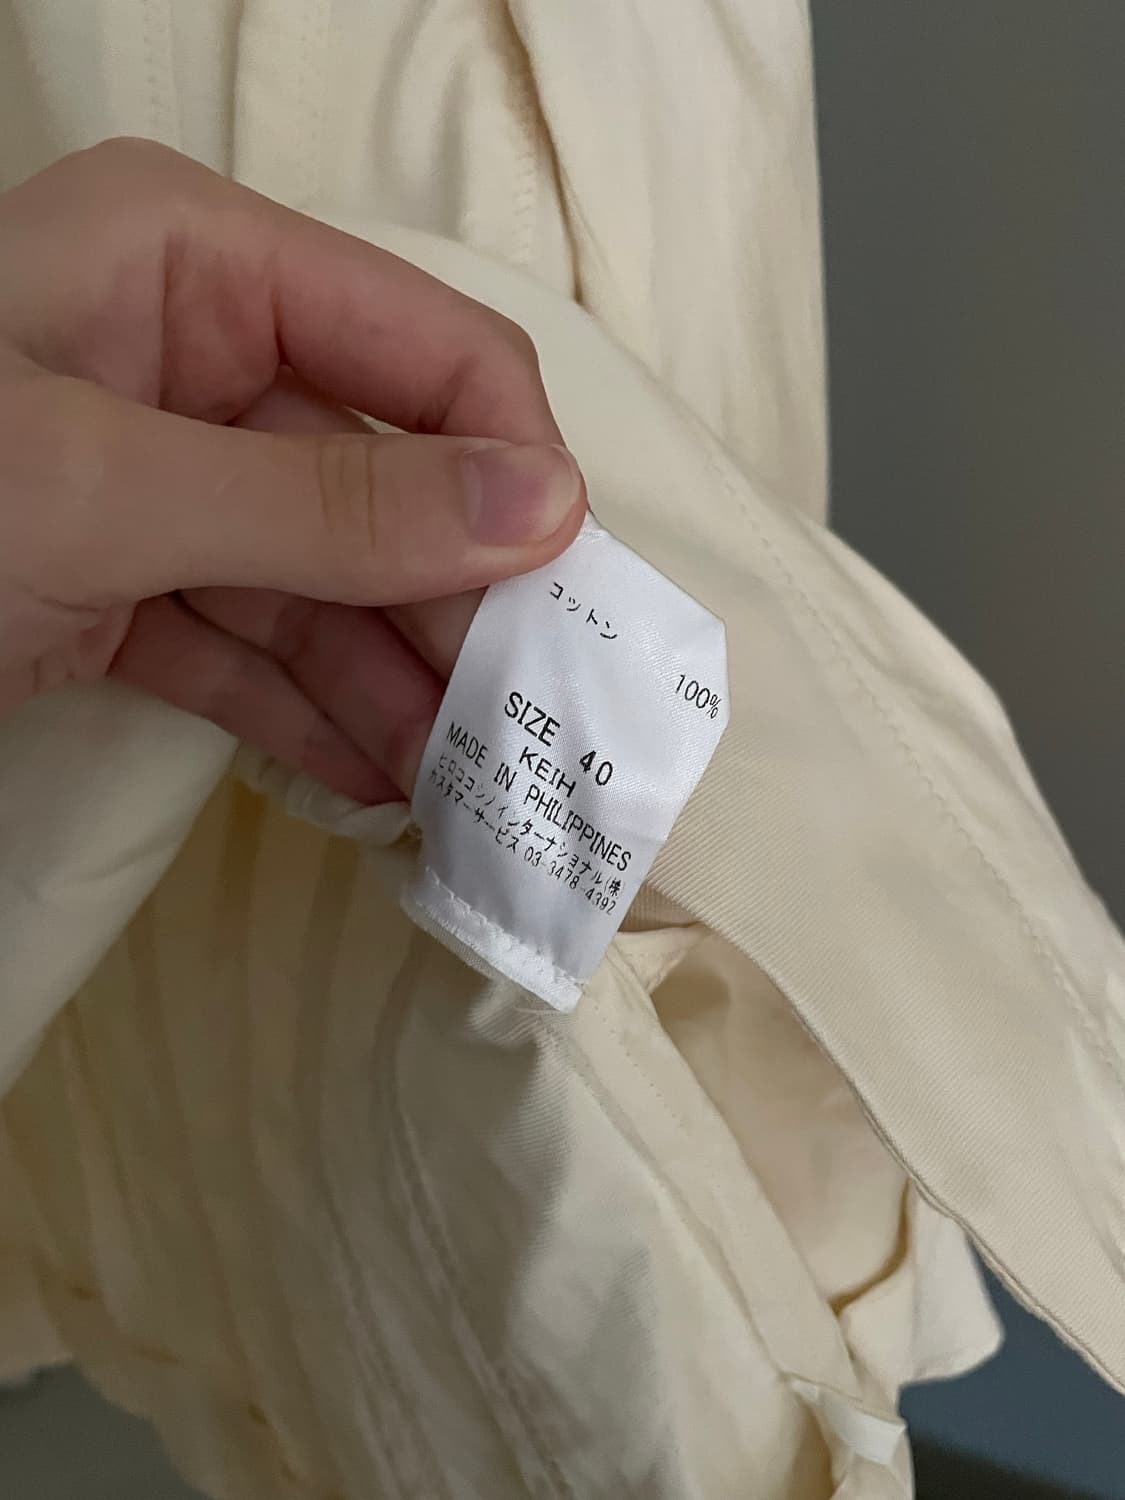 コットン
100%
SIZE 40
KEIH
MADE IN PHILIPPINES
ヒロココシノインターナショナル(株)
カスタマーサービス 03-3478-4392